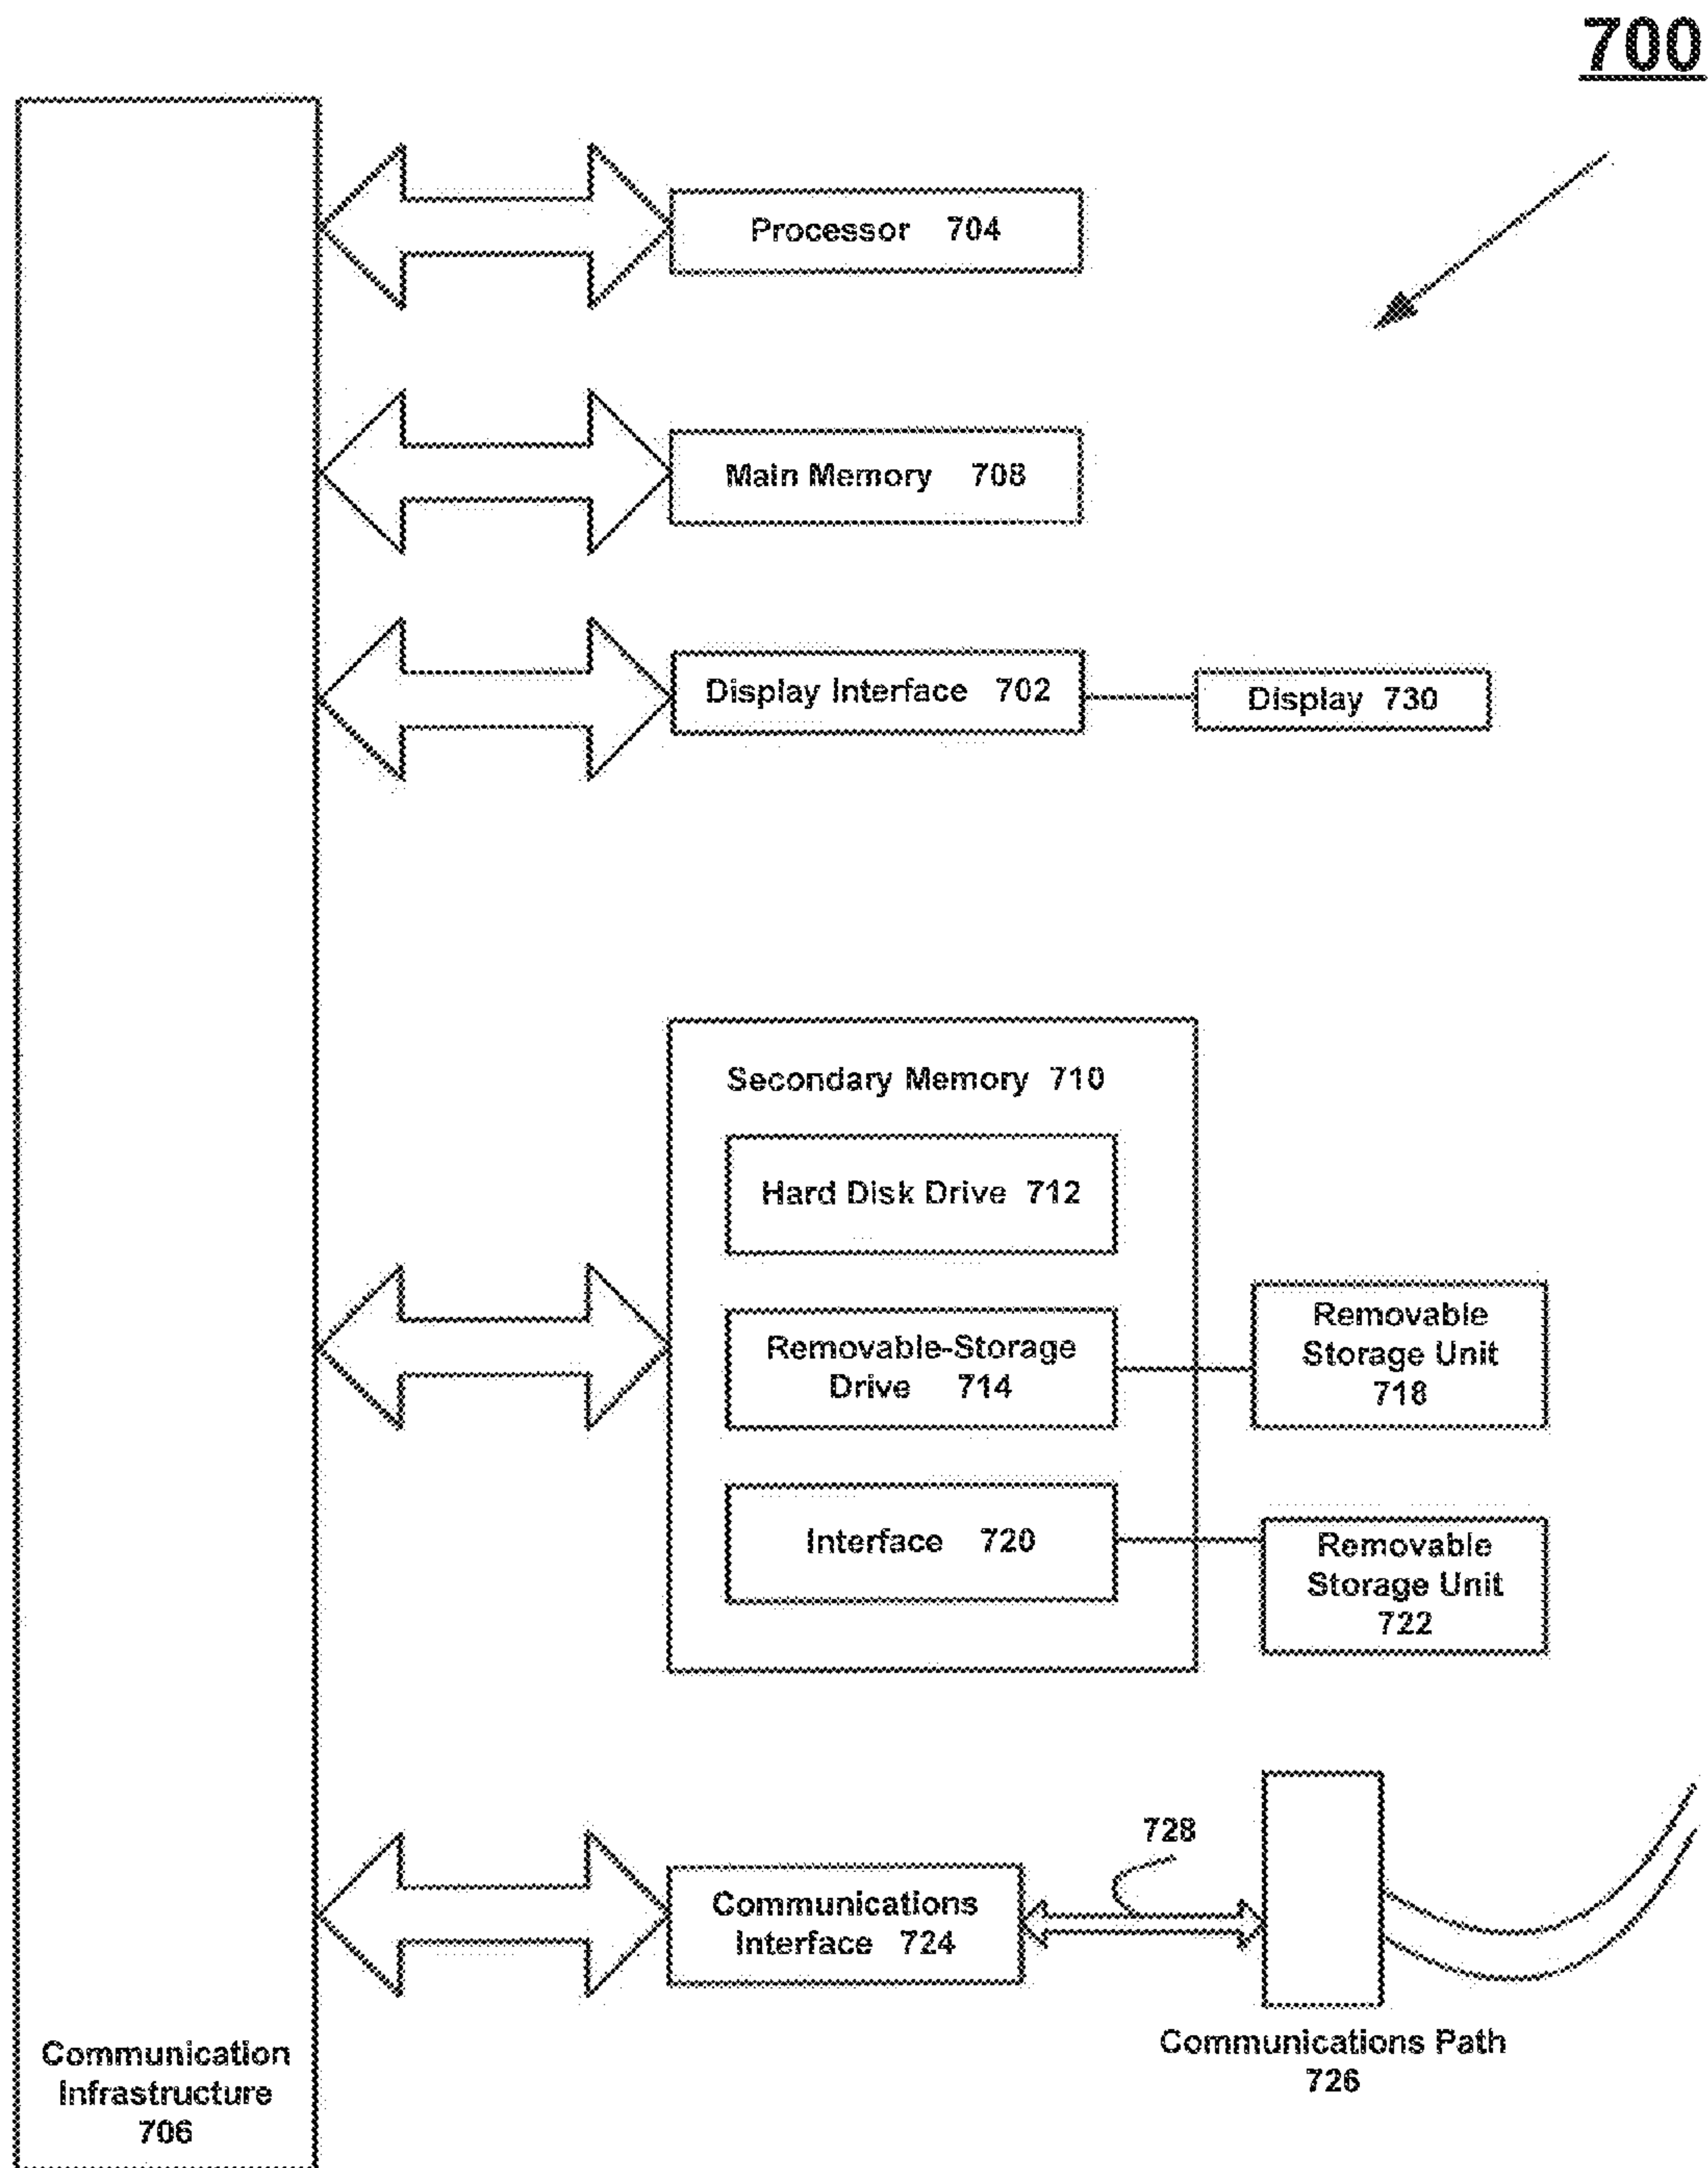 700
Processor 704
Main Memory 708
Display Interface 702
Display 730
Secondary Memory 710
Hard Disk Drive 712
Removable-Storage
Drive 714
Removable
Storage Unit
718
Interface 720
Removable
Storage Unit
722
728
Communications
Interface 724
Communications Path
726
Communication
Infrastructure
706